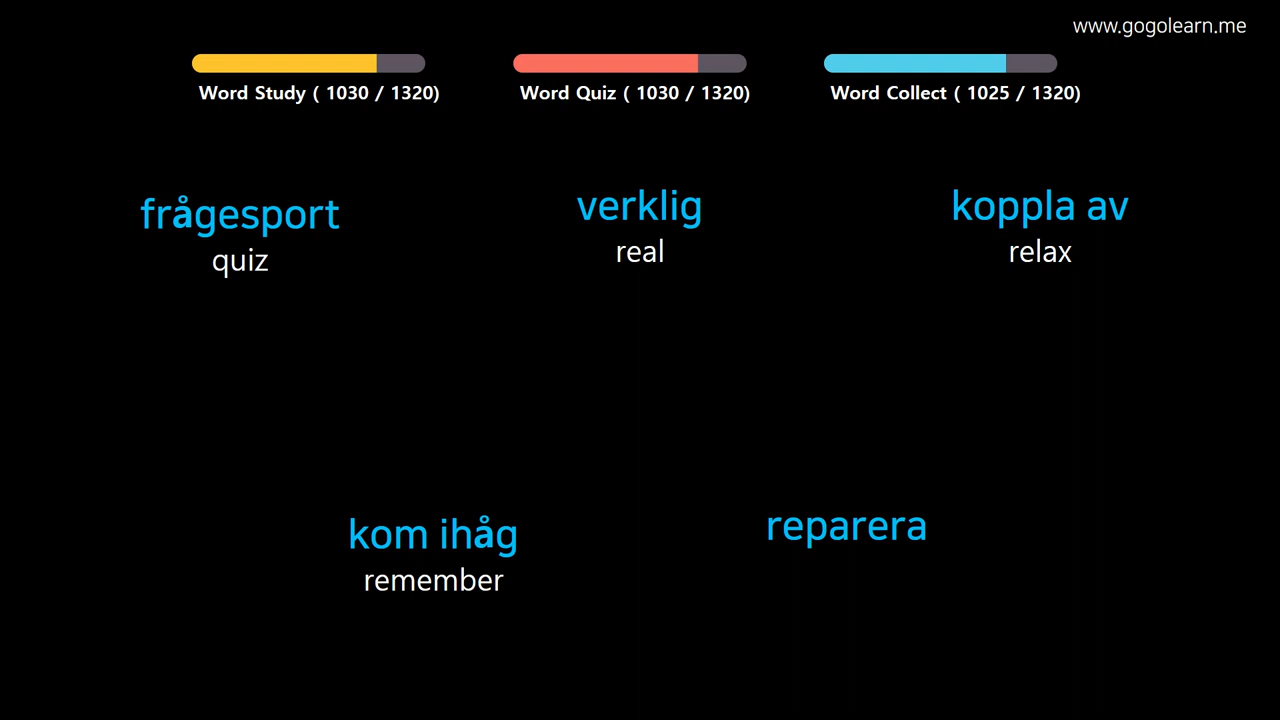 www.gogolearn.me
Word Study ( 1030 / 1320)
Word Quiz ( 1030 / 1320)
Word Collect ( 1025 / 1320)
frågesport
quiz
verklig
real
koppla av
relax
kom ihåg
remember
reparera